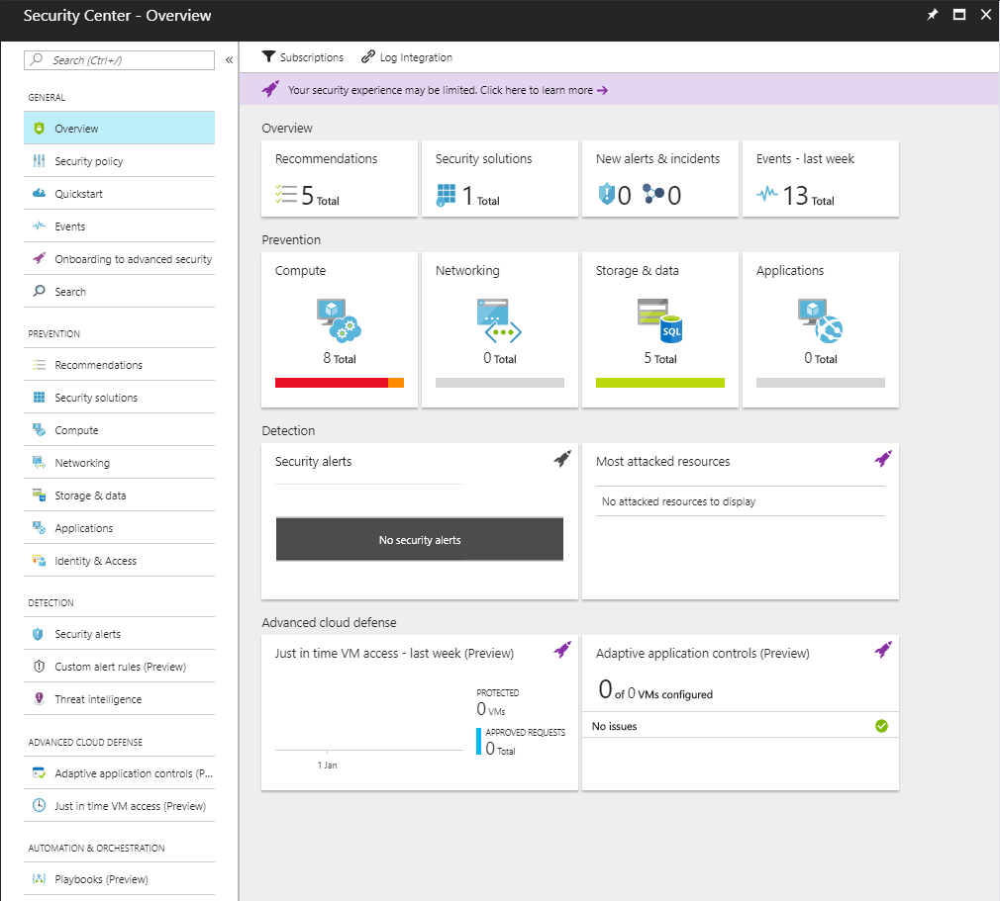 Security Center - Overview
Search (Ctrl+/)
«
GENERAL
Overview
Security policy
Quickstart
Events
Onboarding to advanced security
Search
PREVENTION
Recommendations
Security solutions
Compute
Networking
Storage & data
Applications
Identity & Access
DETECTION
Security alerts
Custom alert rules (Preview)
Threat intelligence
ADVANCED CLOUD DEFENSE
Adaptive application controls (P...
Just in time VM access (Preview)
AUTOMATION & ORCHESTRATION
Playbooks (Preview)
Subscriptions
Log Integration
Your security experience may be limited. Click here to learn more →
Overview
Recommendations
5 Total
Security solutions
1 Total
New alerts & incidents
0 0
Events - last week
13 Total
Prevention
Compute
8 Total
Networking
0 Total
Storage & data
SQL
5 Total
Applications
0 Total
Detection
Security alerts
No security alerts
Most attacked resources
No attacked resources to display
Advanced cloud defense
Just in time VM access - last week (Preview)
1 Jan
PROTECTED
0 VMs
APPROVED REQUESTS
0 Total
Adaptive application controls (Preview)
0 of 0 VMs configured
No issues